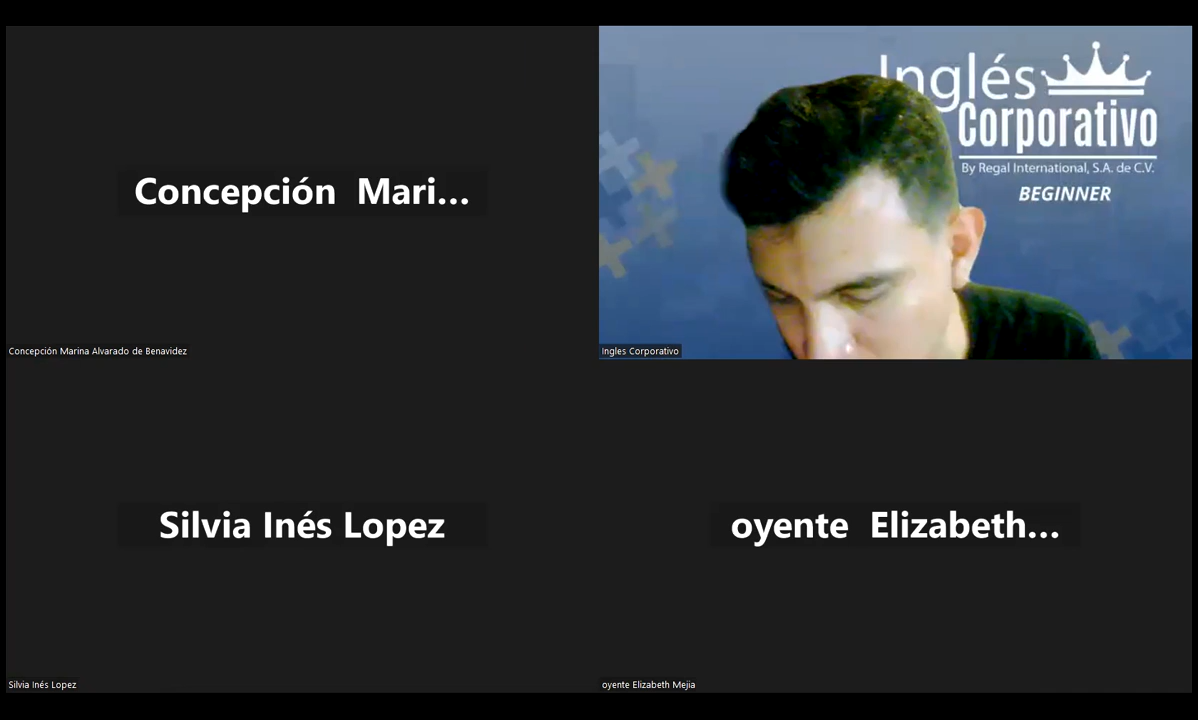 Concepción Mari...
Concepción Marina Alvarado de Benavidez
Inglés
Corporativo
By Regal International, S.A. de C.V.
BEGINNER
Ingles Corporativo
Silvia Inés Lopez
Silvia Inés Lopez
oyente Elizabeth...
oyente Elizabeth Mejia